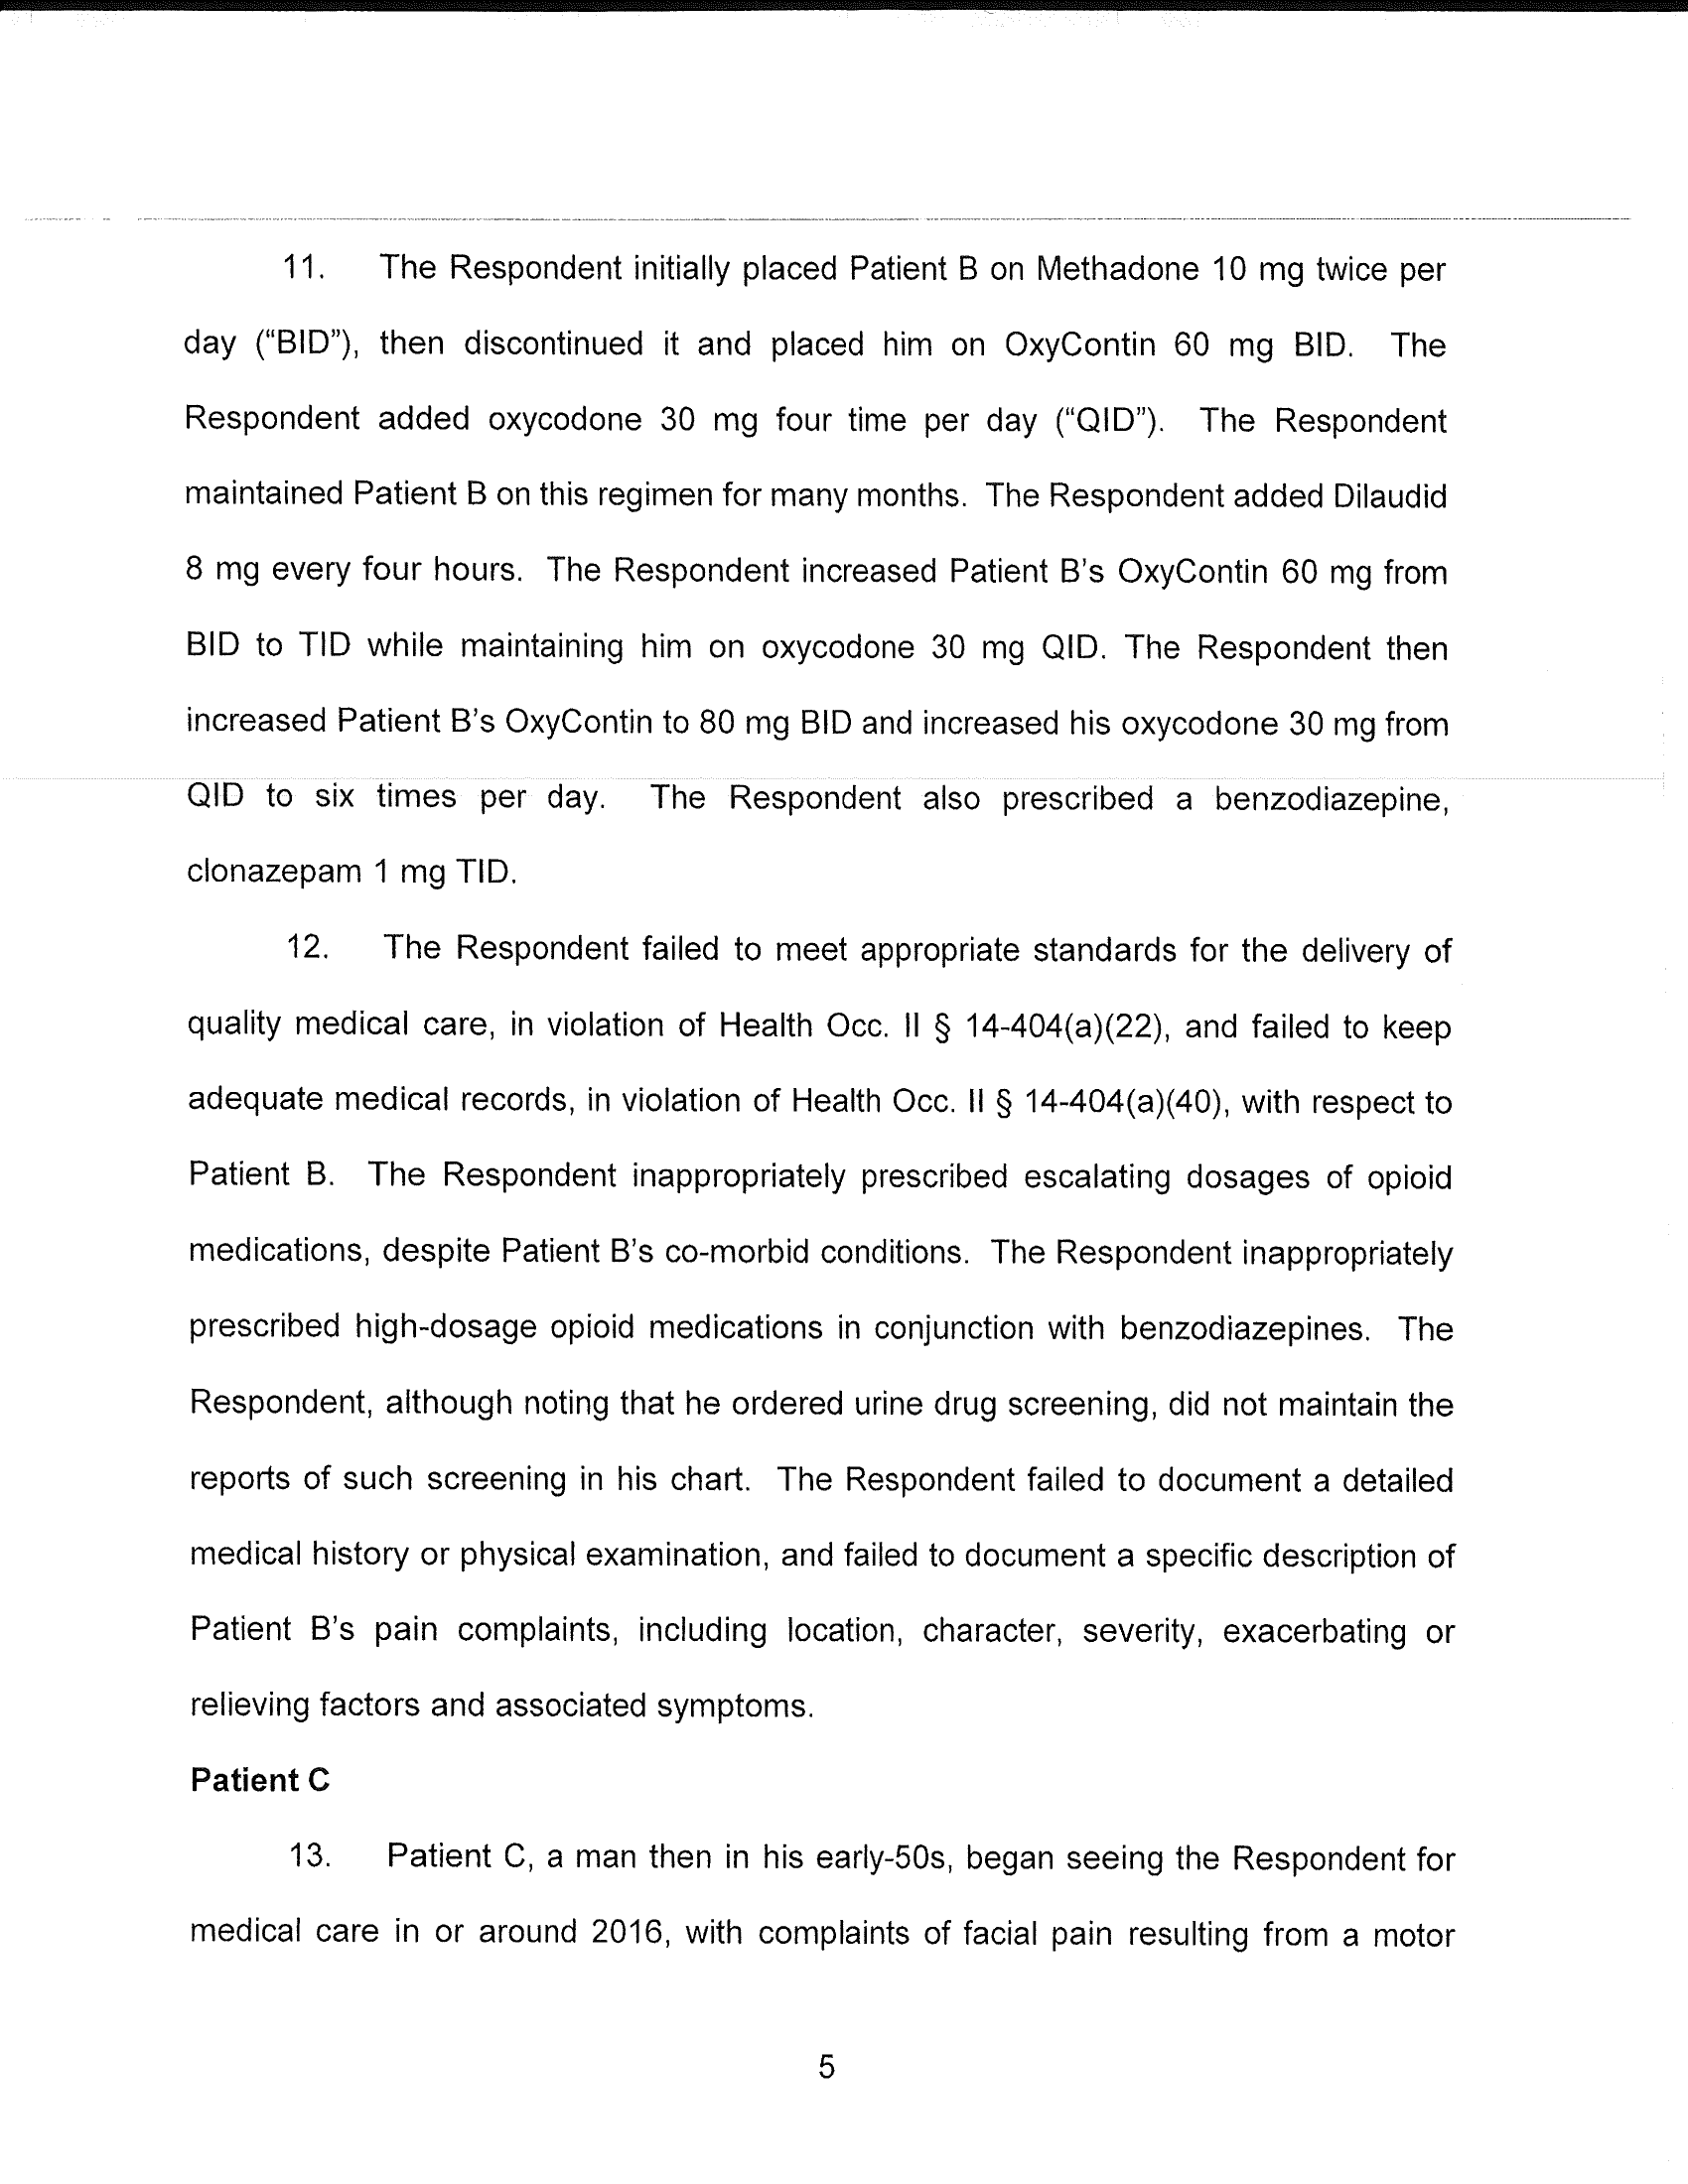 11. The Respondent initially placed Patient B on Methadone 10 mg twice per
day (“BID”), then discontinued it and placed him on OxyContin 60 mg BID. The
Respondent added oxycodone 30 mg four time per day (“QID”). The Respondent
maintained Patient B on this regimen for many months. The Respondent added Dilaudid
8 mg every four hours. The Respondent increased Patient B’s OxyContin 60 mg from
BID to TID while maintaining him on oxycodone 30 mg QID. The Respondent then
increased Patient B’s OxyContin to 80 mg BID and increased his oxycodone 30 mg from
QID to six times per day. The Respondent also prescribed a benzodiazepine,
clonazepam 1 mg TID.
12. The Respondent failed to meet appropriate standards for the delivery of
quality medical care, in violation of Health Occ. II § 14-404(a)(22), and failed to keep
adequate medical records, in violation of Health Occ. II § 14-404(a)(40), with respect to
Patient B. The Respondent inappropriately prescribed escalating dosages of opioid
medications, despite Patient B’s co-morbid conditions. The Respondent inappropriately
prescribed high-dosage opioid medications in conjunction with benzodiazepines. The
Respondent, although noting that he ordered urine drug screening, did not maintain the
reports of such screening in his chart. The Respondent failed to document a detailed
medical history or physical examination, and failed to document a specific description of
Patient B’s pain complaints, including location, character, severity, exacerbating or
relieving factors and associated symptoms.
Patient C
13. Patient C, a man then in his early-50s, began seeing the Respondent for
medical care in or around 2016, with complaints of facial pain resulting from a motor
5